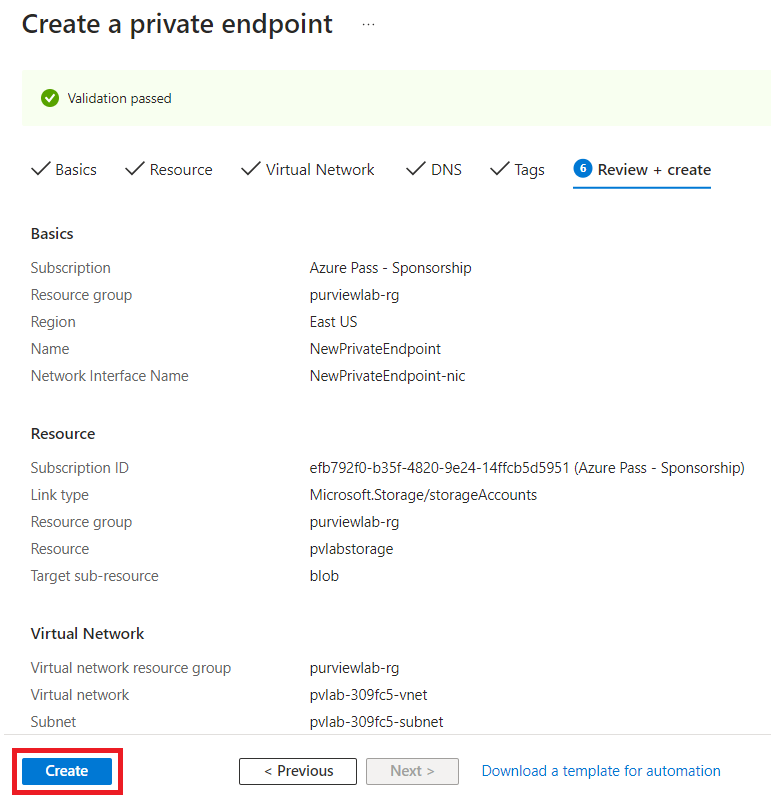 Create a private endpoint ...
Validation passed
Basics Resource Virtual Network DNS Tags 6 Review + create
Basics
Subscription Azure Pass - Sponsorship
Resource group purviewlab-rg
Region East US
Name NewPrivateEndpoint
Network Interface Name NewPrivateEndpoint-nic
Resource
Subscription ID efb792f0-b35f-4820-9e24-14ffcb5d5951 (Azure Pass - Sponsorship)
Link type Microsoft.Storage/storageAccounts
Resource group purviewlab-rg
Resource pvlabstorage
Target sub-resource blob
Virtual Network
Virtual network resource group purviewlab-rg
Virtual network pvlab-309fc5-vnet
Subnet pvlab-309fc5-subnet
Create < Previous Next > Download a template for automation